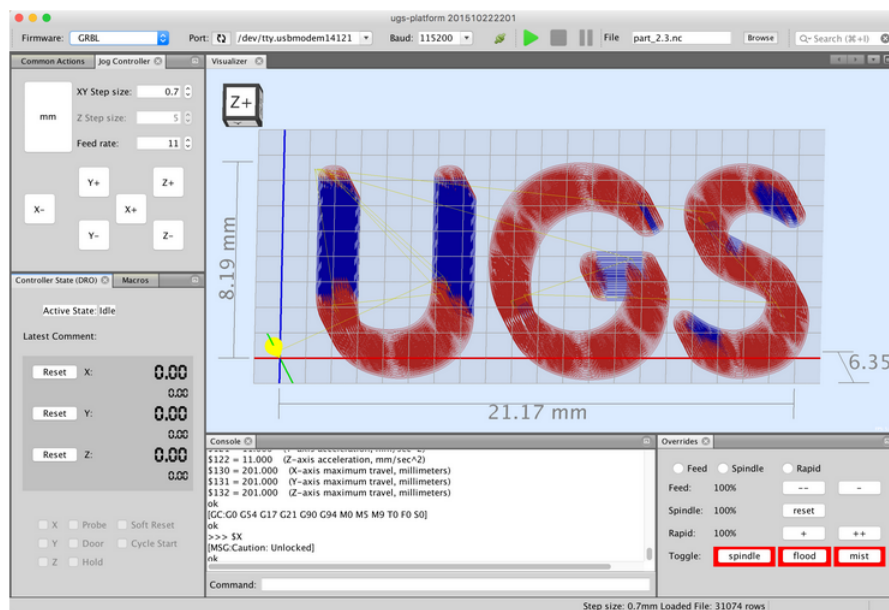 ugs-platform 201510222201
Firmware: GRBL Port: /dev/tty.usbmodem14121 Baud: 115200 File part_2.3.nc Browse Search (⌘+I)
Common Actions Jog Controller
Visualizer
mm
XY Step size: 0.7
Z Step size: 5
Feed rate: 11
Y+ Z+
X- X+
Y- Z-
Z+
UGS
8.19 mm
6.35
21.17 mm
Controller State (DRO) Macros
Active State: Idle
Latest Comment:
Reset X: 0.00
0.00
Reset Y: 0.00
0.00
Reset Z: 0.00
0.00
X Probe Soft Reset
Y Door Cycle Start
Z Hold
Console
$122 = 11.000 (Z-axis acceleration, mm/sec^2)
$130 = 201.000 (X-axis maximum travel, millimeters)
$131 = 201.000 (Y-axis maximum travel, millimeters)
$132 = 201.000 (Z-axis maximum travel, millimeters)
ok
[GC:G0 G54 G17 G21 G90 G94 M0 M5 M9 T0 F0 S0]
ok
>>> $X
[MSG:Caution: Unlocked]
ok
Command:
Overrides
Feed Spindle Rapid
Feed: 100% -- -
Spindle: 100% reset
Rapid: 100% + ++
Toggle: spindle flood mist
Step size: 0.7mm Loaded File: 31074 rows